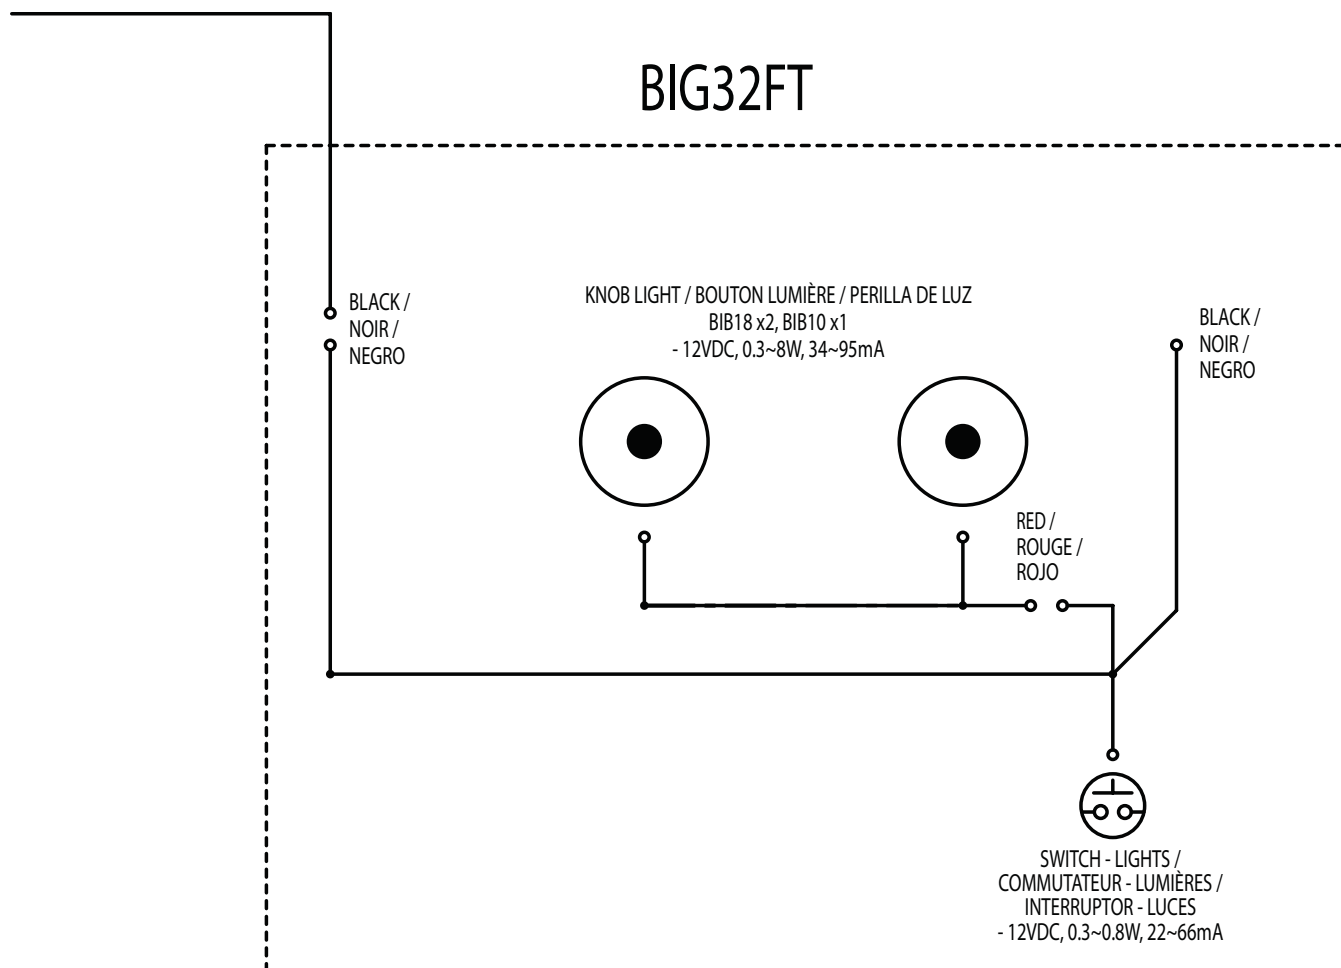 BIG32FT
BLACK /
NOIR /
NEGRO
KNOB LIGHT / BOUTON LUMIÈRE / PERILLA DE LUZ
BIB18 x2, BIB10 x1
- 12VDC, 0.3~8W, 34~95mA
BLACK /
NOIR /
NEGRO
RED /
ROUGE /
ROJO
SWITCH - LIGHTS /
COMMUTATEUR - LUMIÈRES /
INTERRUPTOR - LUCES
- 12VDC, 0.3~0.8W, 22~66mA